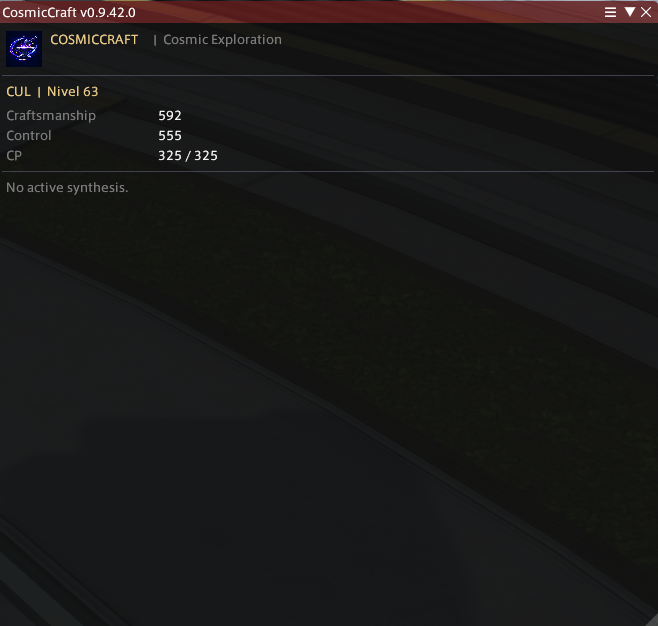 CosmicCraft v0.9.42.0
COSMICCRAFT | Cosmic Exploration
CUL | Nivel 63
Craftsmanship 592
Control 555
CP 325 / 325
No active synthesis.